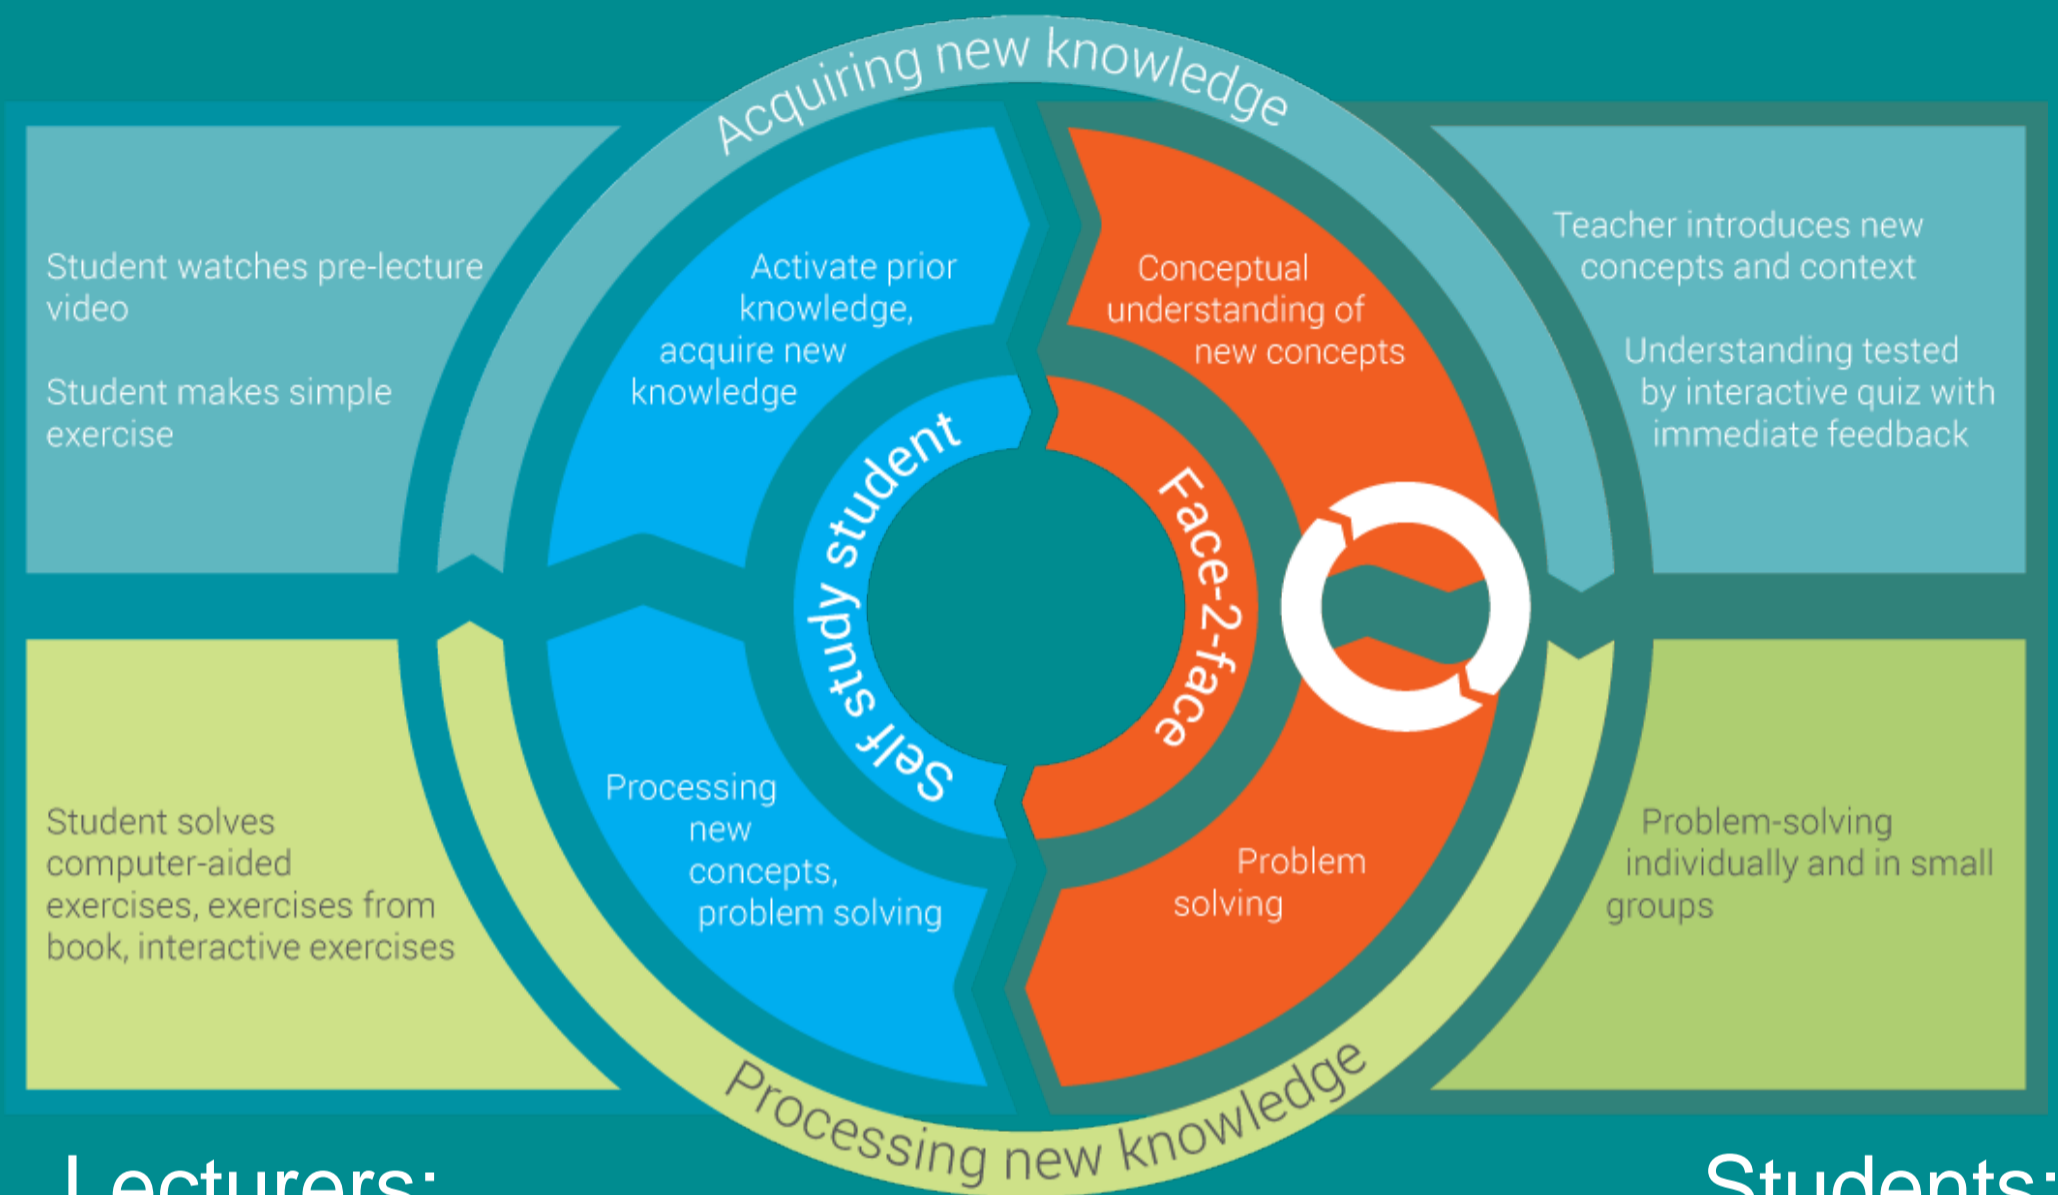 Acquiring new knowledge
Student watches pre-lecture
video
Student makes simple
exercise
Activate prior
knowledge,
acquire new
knowledge
Conceptual
understanding of
new concepts
Teacher introduces new
concepts and context
Understanding tested
by interactive quiz with
immediate feedback
Self study student
Face-2-face
Student solves
computer-aided
exercises, exercises from
book, interactive exercises
Processing
new
concepts,
problem solving
Problem
solving
Problem-solving
individually and in small
groups
Processing new knowledge
Lecturers:
Students: